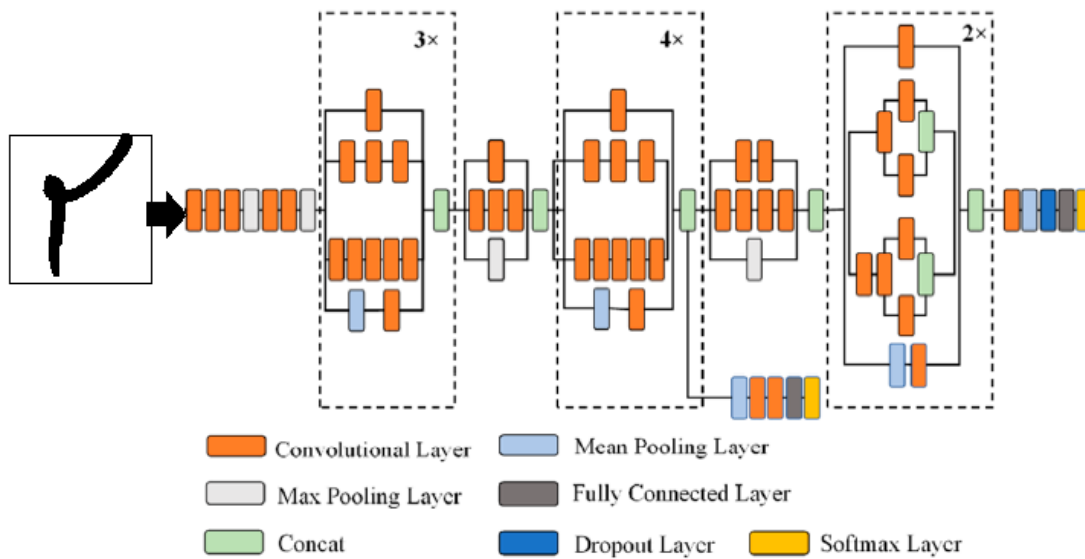 3×
4×
2×
Convolutional Layer
Mean Pooling Layer
Max Pooling Layer
Fully Connected Layer
Concat
Dropout Layer
Softmax Layer